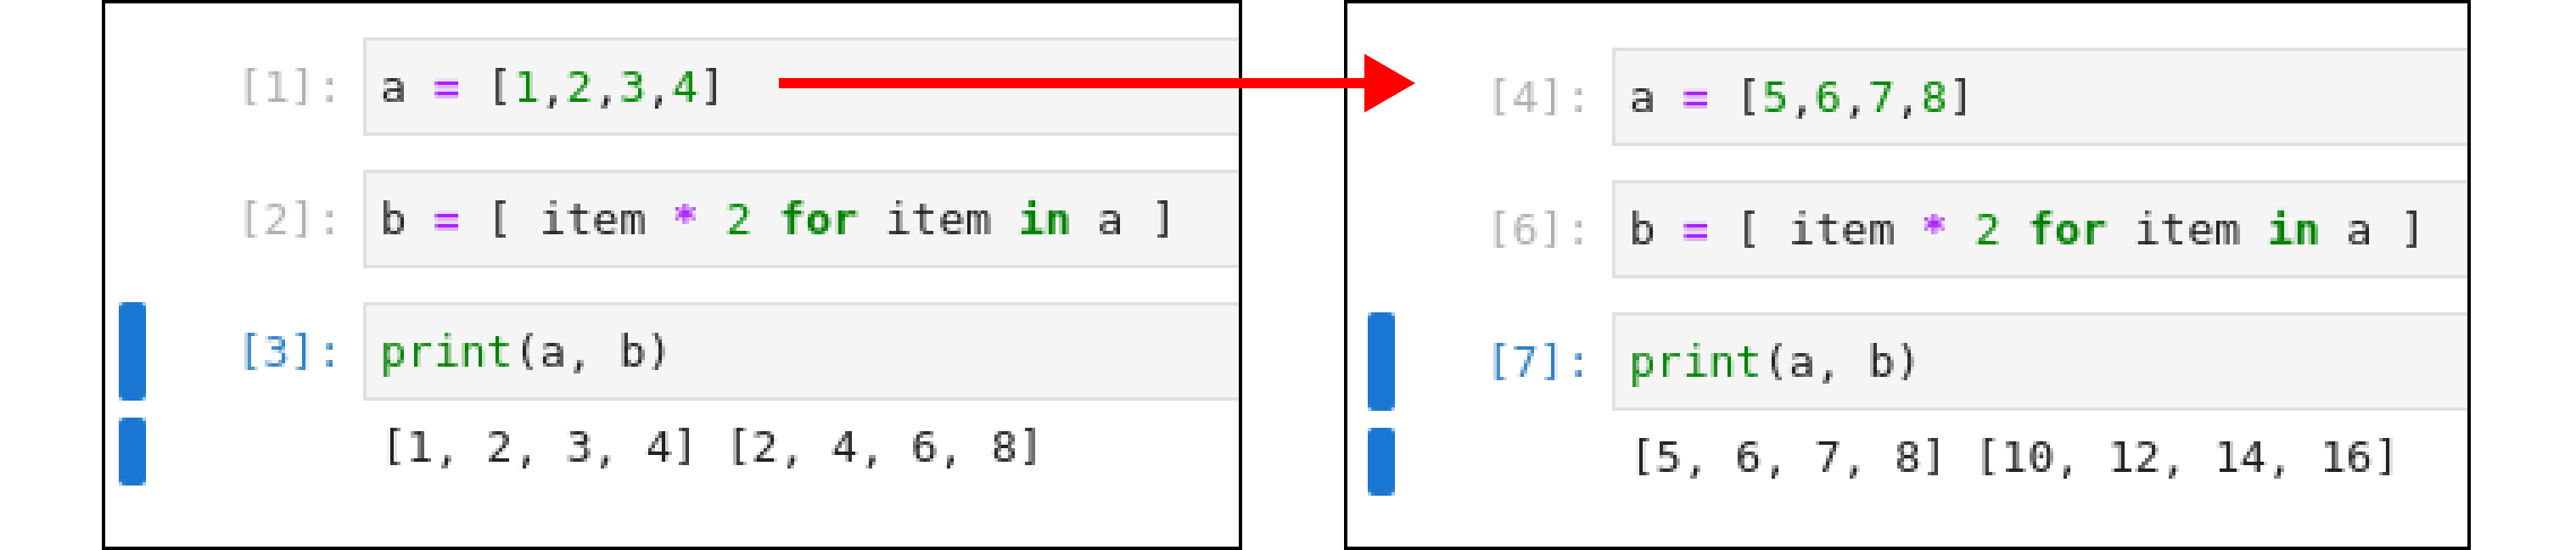 [1]: a = [1,2,3,4]
[2]: b = [ item * 2 for item in a ]
[3]: print(a, b)
[1, 2, 3, 4] [2, 4, 6, 8]
[4]: a = [5,6,7,8]
[6]: b = [ item * 2 for item in a ]
[7]: print(a, b)
[5, 6, 7, 8] [10, 12, 14, 16]